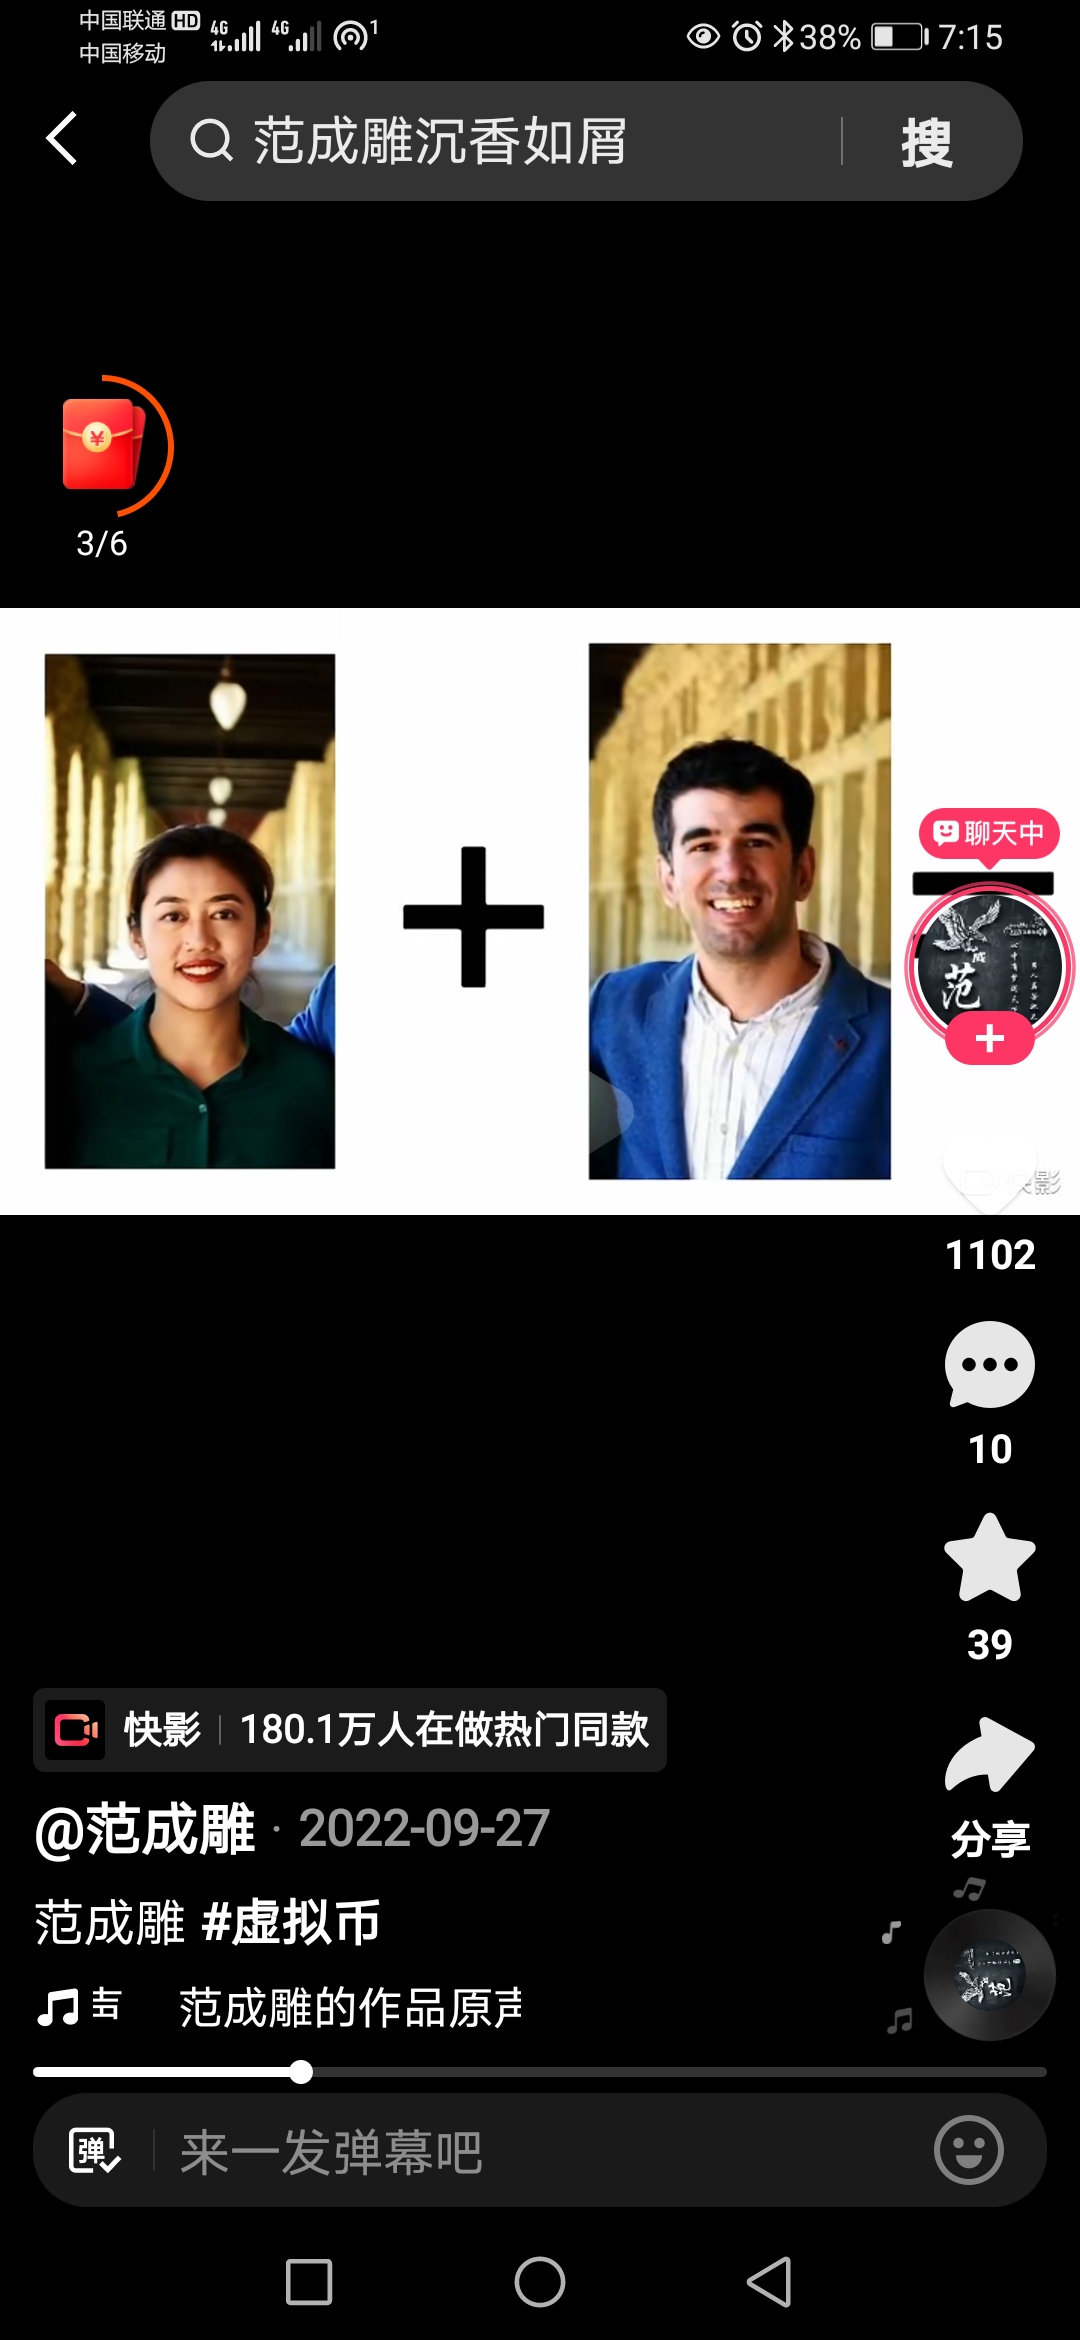 中国联通 HD
中国移动
4G 4G 1
38% 7:15
范成雕沉香如屑 搜
¥
3/6
聊天中
范
快影
1102
10
39
快影 | 180.1万人在做热门同款
@范成雕 · 2022-09-27
分享
范成雕 #虚拟币
范成雕的作品原声
弹 来一发弹幕吧